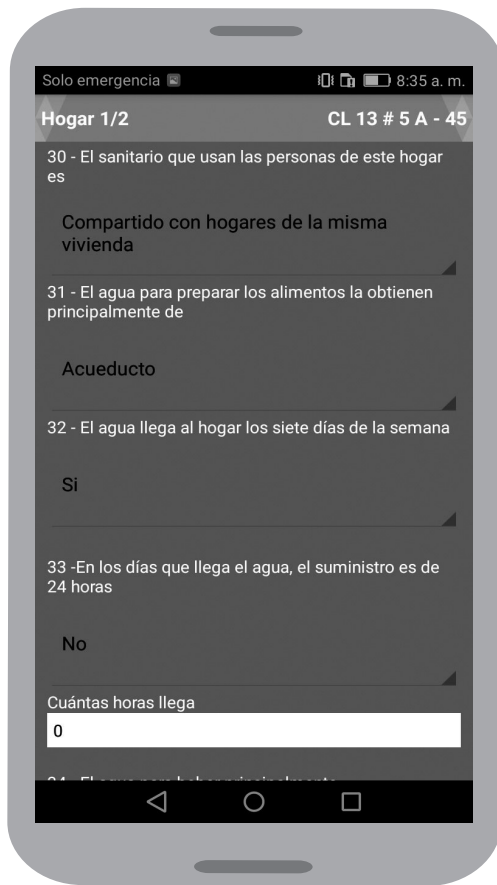 Solo emergencia 8:35 a. m.
Hogar 1/2 CL 13 # 5 A - 45
30 - El sanitario que usan las personas de este hogar
es
Compartido con hogares de la misma
vivienda
31 - El agua para preparar los alimentos la obtienen
principalmente de
Acueducto
32 - El agua llega al hogar los siete días de la semana
Si
33 -En los días que llega el agua, el suministro es de
24 horas
No
Cuántas horas llega
0